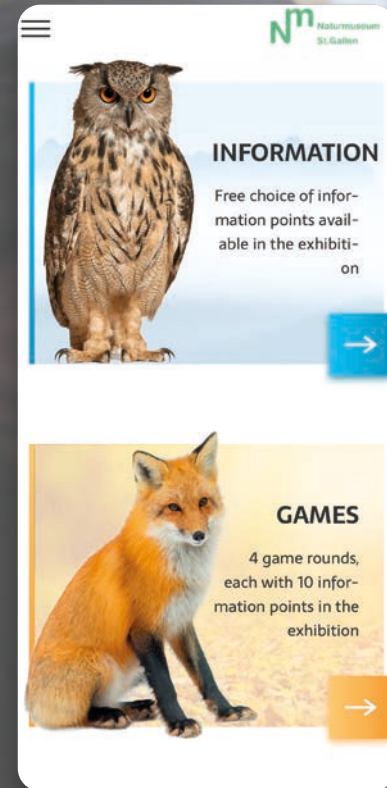 Nm
Naturmuseum
St.Gallen
INFORMATION
Free choice of infor-
mation points avail-
able in the exhibiti-
on
GAMES
4 game rounds,
each with 10 infor-
mation points in the
exhibition